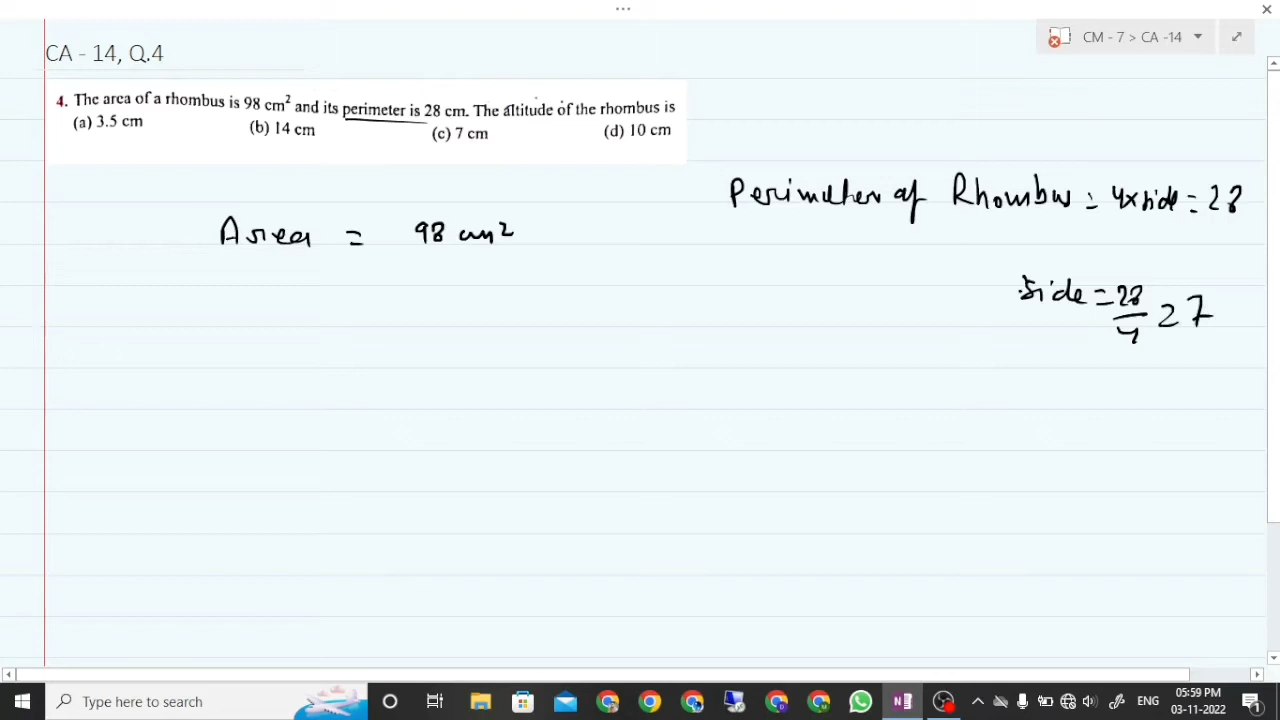 CM - 7 > CA -14
CA - 14, Q.4
4. The area of a rhombus is 98 cm² and its perimeter is 28 cm. The altitude of the rhombus is
(a) 3.5 cm (b) 14 cm (c) 7 cm (d) 10 cm
Perimeter of Rhombus = 4x side = 28
Area = 98 cm²
Side = 28/4 = 7
Type here to search
ENG
05:59 PM
03-11-2022
1